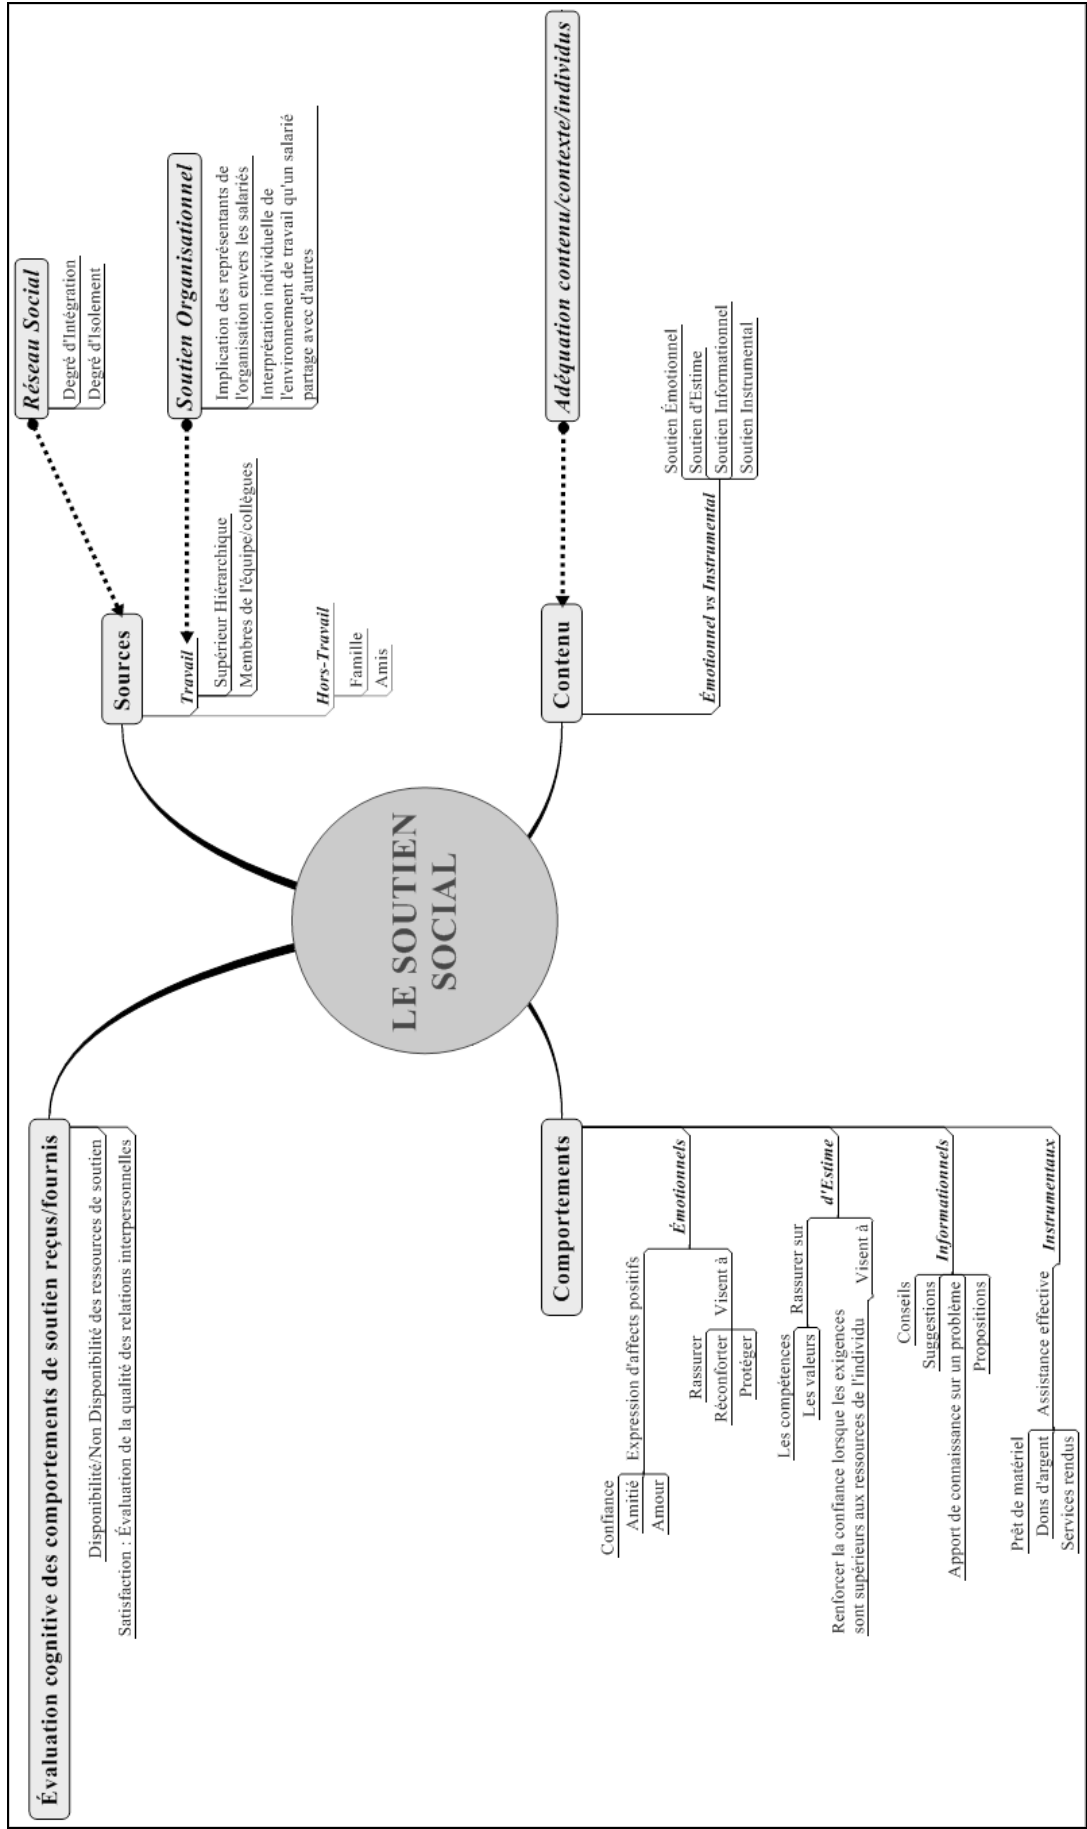 LE SOUTIEN
SOCIAL
Évaluation cognitive des comportements de soutien reçus/fournis
Disponibilité/Non Disponibilité des ressources de soutien
Satisfaction : Évaluation de la qualité des relations interpersonnelles
Sources
Travail
Supérieur Hiérarchique
Membres de l'équipe/collègues
Hors-Travail
Famille
Amis
Réseau Social
Degré d'Intégration
Degré d'Isolement
Soutien Organisationnel
Implication des représentants de
l'organisation envers les salariés
Interprétation individuelle de
l'environnement de travail qu'un salarié
partage avec d'autres
Comportements
Émotionnels
Expression d'affects positifs
Confiance
Amitié
Amour
Visent à
Rassurer
Réconforter
Protéger
d'Estime
Rassurer sur
Les compétences
Les valeurs
Visent à
Renforcer la confiance lorsque les exigences
sont supérieurs aux ressources de l'individu
Informationnels
Conseils
Suggestions
Apport de connaissance sur un problème
Propositions
Instrumentaux
Assistance effective
Prêt de matériel
Dons d'argent
Services rendus
Contenu
Émotionnel vs Instrumental
Soutien Émotionnel
Soutien d'Estime
Soutien Informationnel
Soutien Instrumental
Adéquation contenu/contexte/individus